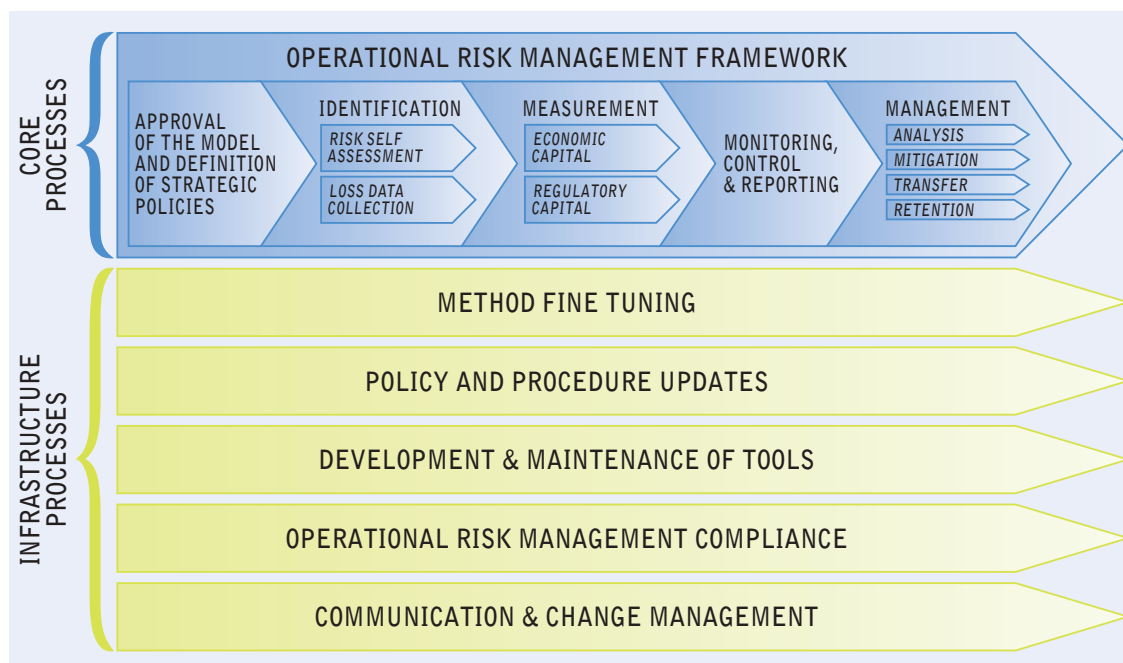 CORE
PROCESSES
OPERATIONAL RISK MANAGEMENT FRAMEWORK
APPROVAL
OF THE MODEL
AND DEFINITION
OF STRATEGIC
POLICIES
IDENTIFICATION
RISK SELF
ASSESSMENT
LOSS DATA
COLLECTION
MEASUREMENT
ECONOMIC
CAPITAL
REGULATORY
CAPITAL
MONITORING,
CONTROL
& REPORTING
MANAGEMENT
ANALYSIS
MITIGATION
TRANSFER
RETENTION
INFRASTRUCTURE
PROCESSES
METHOD FINE TUNING
POLICY AND PROCEDURE UPDATES
DEVELOPMENT & MAINTENANCE OF TOOLS
OPERATIONAL RISK MANAGEMENT COMPLIANCE
COMMUNICATION & CHANGE MANAGEMENT